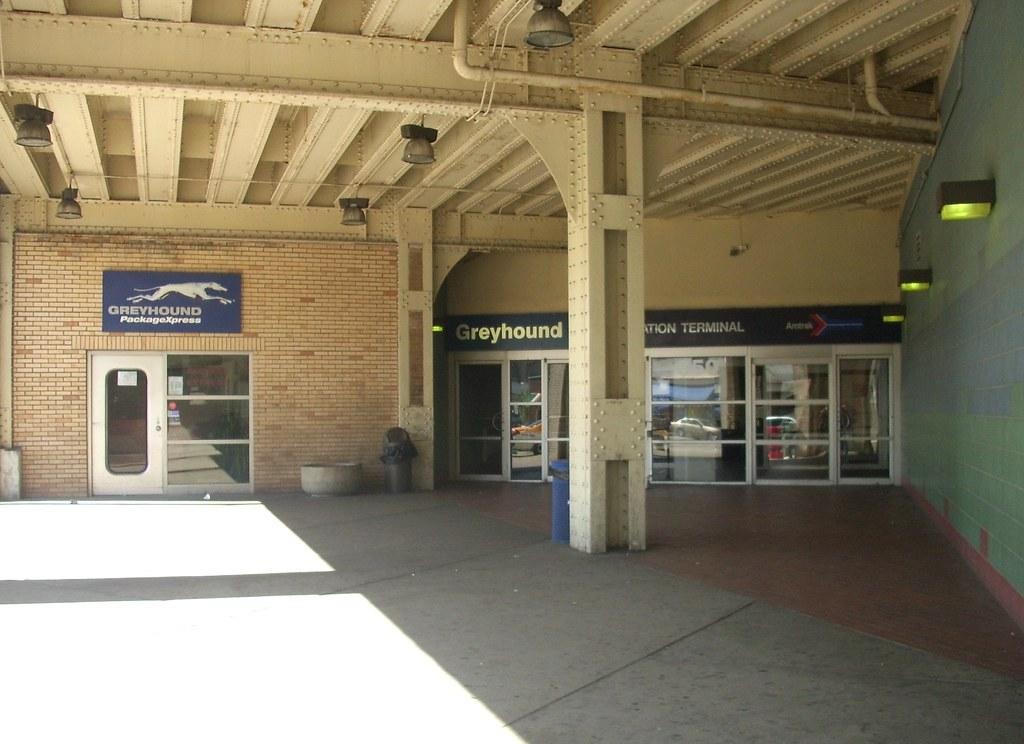 GREYHOUND
PackageXpress
Greyhound
ATION TERMINAL
Amtrak